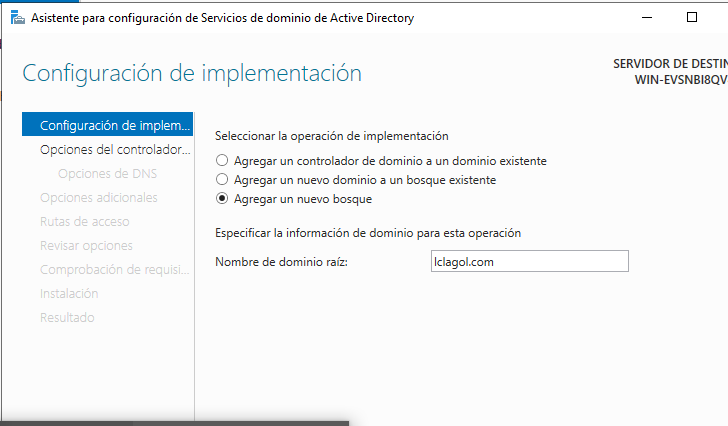 Asistente para configuración de Servicios de dominio de Active Directory
Configuración de implementación
SERVIDOR DE DESTIN
WIN-EVSNBI8QV
Configuración de implem...
Opciones del controlador...
Opciones de DNS
Opciones adicionales
Rutas de acceso
Revisar opciones
Comprobación de requisi...
Instalación
Resultado
Seleccionar la operación de implementación
Agregar un controlador de dominio a un dominio existente
Agregar un nuevo dominio a un bosque existente
Agregar un nuevo bosque
Especificar la información de dominio para esta operación
Nombre de dominio raíz:
lclagol.com